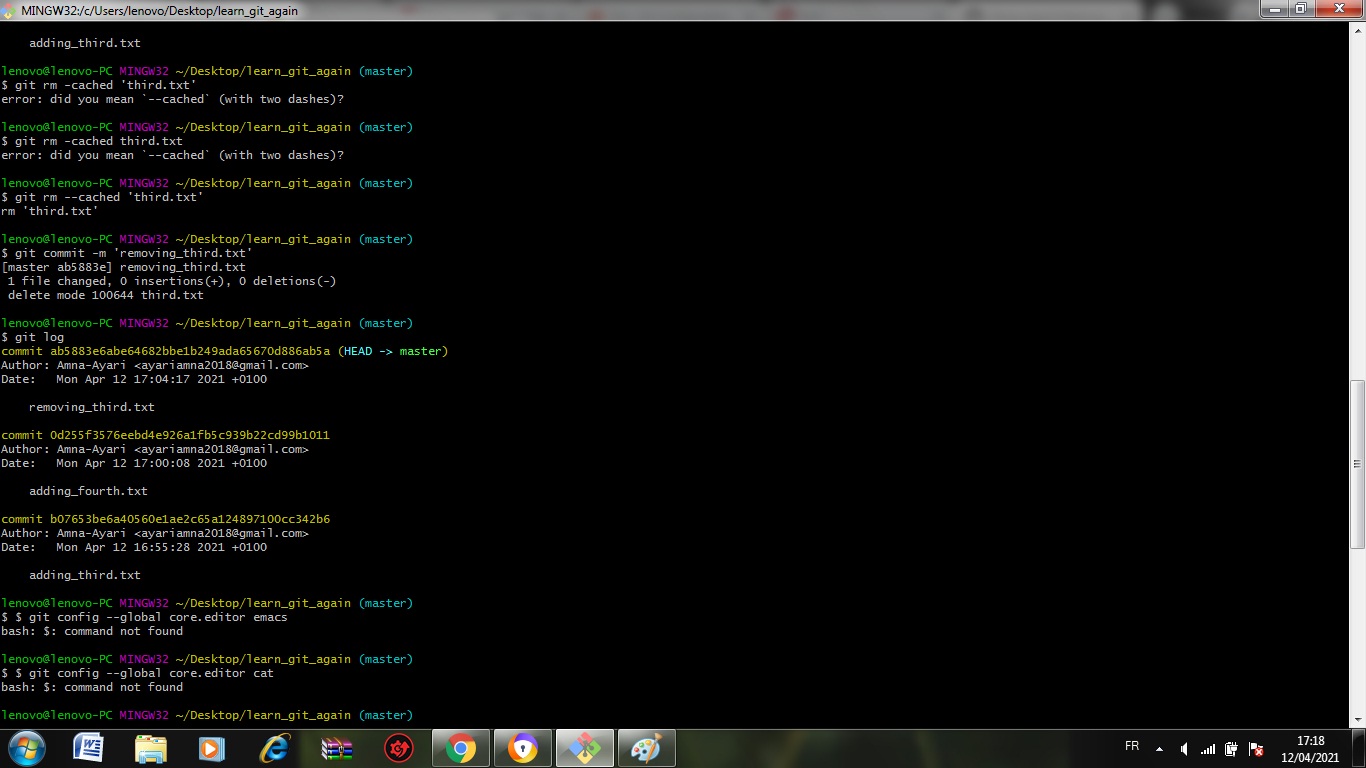 MINGW32:/c/Users/lenovo/Desktop/learn_git_again
adding_third.txt
lenovo@lenovo-PC MINGW32 ~/Desktop/learn_git_again (master)
$ git rm -cached 'third.txt'
error: did you mean `--cached` (with two dashes)?
lenovo@lenovo-PC MINGW32 ~/Desktop/learn_git_again (master)
$ git rm -cached third.txt
error: did you mean `--cached` (with two dashes)?
lenovo@lenovo-PC MINGW32 ~/Desktop/learn_git_again (master)
$ git rm --cached 'third.txt'
rm 'third.txt'
lenovo@lenovo-PC MINGW32 ~/Desktop/learn_git_again (master)
$ git commit -m 'removing_third.txt'
[master ab5883e] removing_third.txt
1 file changed, 0 insertions(+), 0 deletions(-)
delete mode 100644 third.txt
lenovo@lenovo-PC MINGW32 ~/Desktop/learn_git_again (master)
$ git log
commit ab5883e6abe64682bbe1b249ada65670d886ab5a (HEAD -> master)
Author: Amna-Ayari <ayariamna2018@gmail.com>
Date:   Mon Apr 12 17:04:17 2021 +0100
removing_third.txt
commit 0d255f3576eebd4e926a1fb5c939b22cd99b1011
Author: Amna-Ayari <ayariamna2018@gmail.com>
Date:   Mon Apr 12 17:00:08 2021 +0100
adding_fourth.txt
commit b07653be6a40560e1ae2c65a124897100cc342b6
Author: Amna-Ayari <ayariamna2018@gmail.com>
Date:   Mon Apr 12 16:55:28 2021 +0100
adding_third.txt
lenovo@lenovo-PC MINGW32 ~/Desktop/learn_git_again (master)
$ $ git config --global core.editor emacs
bash: $: command not found
lenovo@lenovo-PC MINGW32 ~/Desktop/learn_git_again (master)
$ $ git config --global core.editor cat
bash: $: command not found
lenovo@lenovo-PC MINGW32 ~/Desktop/learn_git_again (master)
FR
17:18
12/04/2021